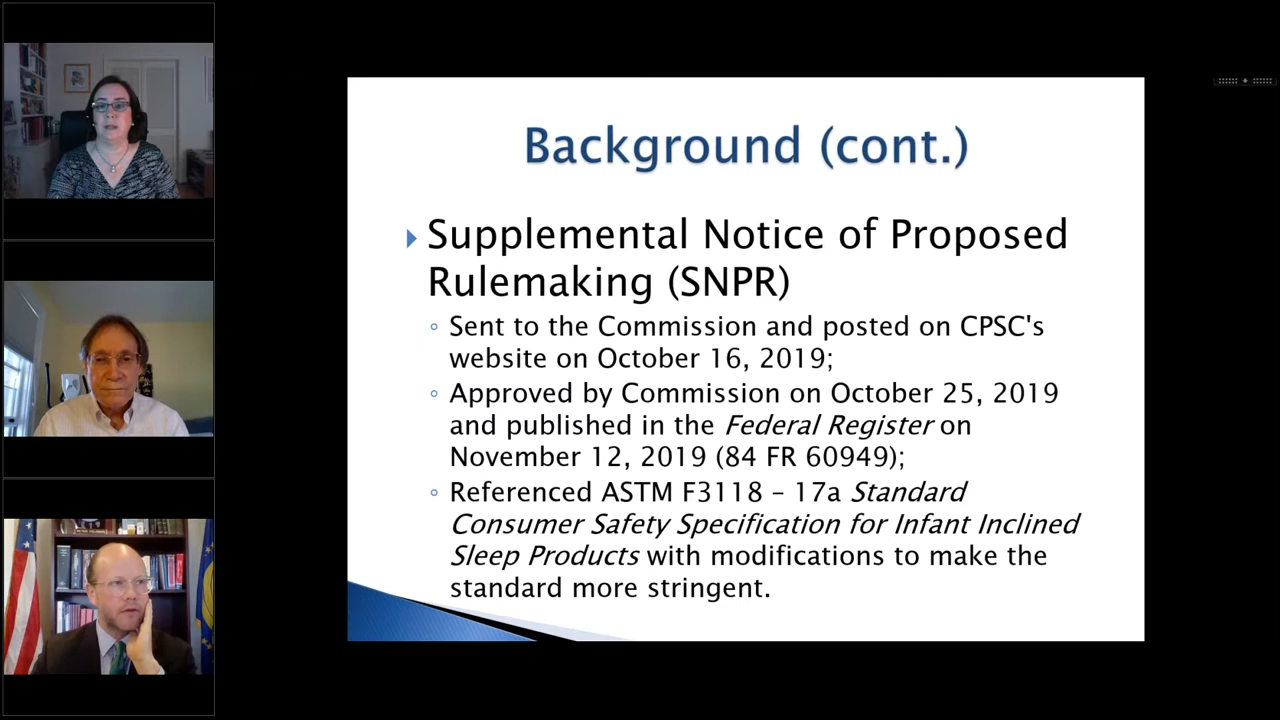 Background (cont.)
Supplemental Notice of Proposed
Rulemaking (SNPR)
Sent to the Commission and posted on CPSC's
website on October 16, 2019;
Approved by Commission on October 25, 2019
and published in the Federal Register on
November 12, 2019 (84 FR 60949);
Referenced ASTM F3118 – 17a Standard
Consumer Safety Specification for Infant Inclined
Sleep Products with modifications to make the
standard more stringent.